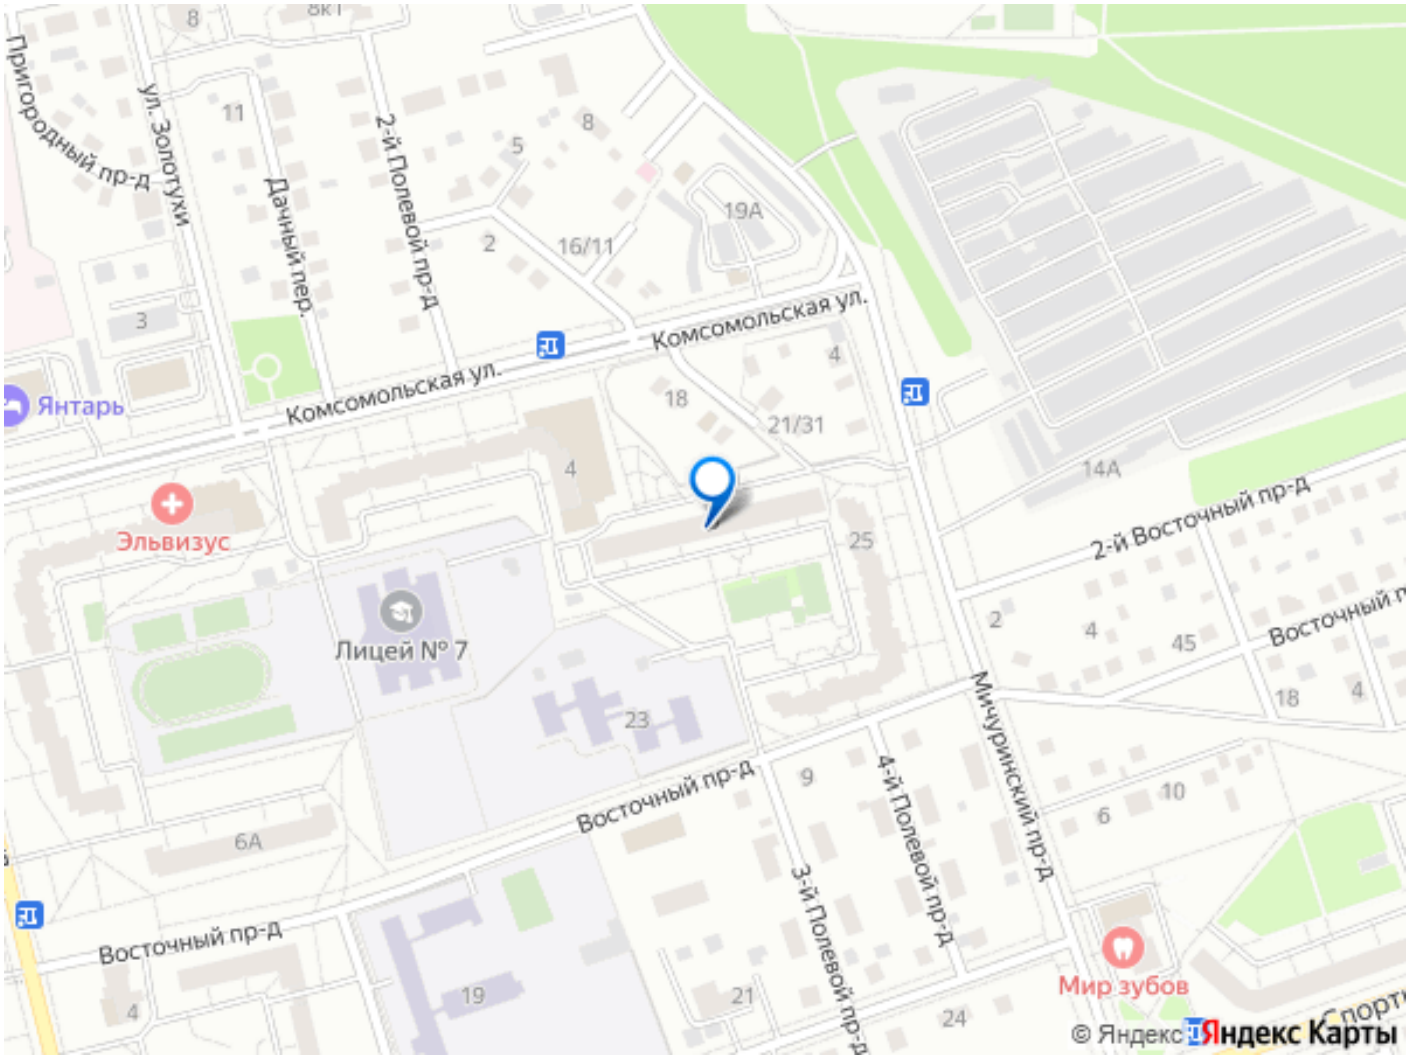 8
8к1
Пригородный пр-д
ул. Золотухи
11
2-й Полевой пр-д
5
8
Дачный пер.
19А
2
16/11
3
Комсомольская ул.
4
Янтарь
Комсомольская ул.
18
21/31
4
14А
Эльвизус
25
2-й Восточный пр-д
Лицей № 7
2
4
45
Восточный п
23
Мичуринский пр-д
18
4
Восточный пр-д
9
4-й Полевой пр-д
10
6
6А
3-й Полевой пр-д
Восточный пр-д
4
19
21
24
Мир зубов
Спорт
© Яндекс Яндекс Карты